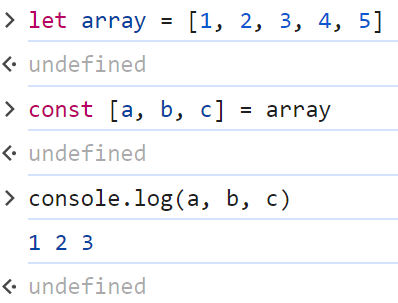 > let array = [1, 2, 3, 4, 5]
undefined
> const [a, b, c] = array
undefined
> console.log(a, b, c)
1 2 3
undefined